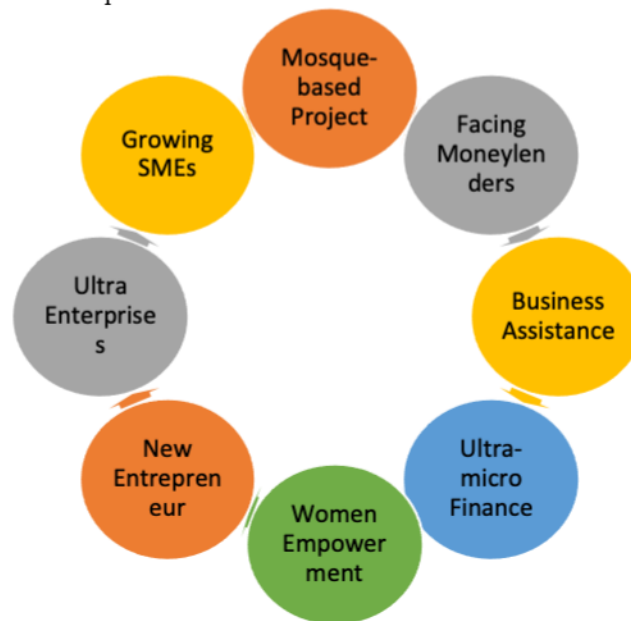 Mosque-
based
Project
Facing
Moneylen
ders
Business
Assistance
Ultra-
micro
Finance
Women
Empower
ment
New
Entrepren
eur
Ultra
Enterprise
s
Growing
SMEs